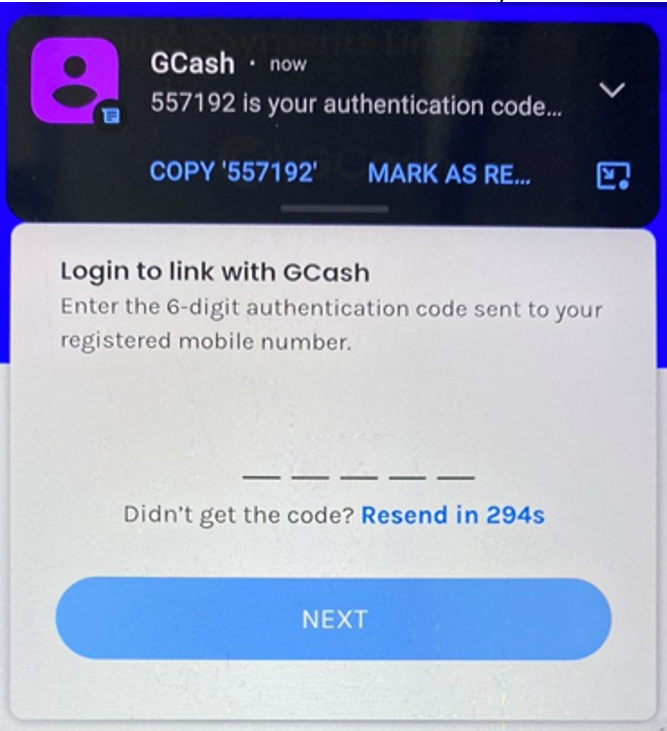 GCash · now
557192 is your authentication code...
COPY '557192' MARK AS RE...
Login to link with GCash
Enter the 6-digit authentication code sent to your
registered mobile number.
Didn't get the code? Resend in 294s
NEXT